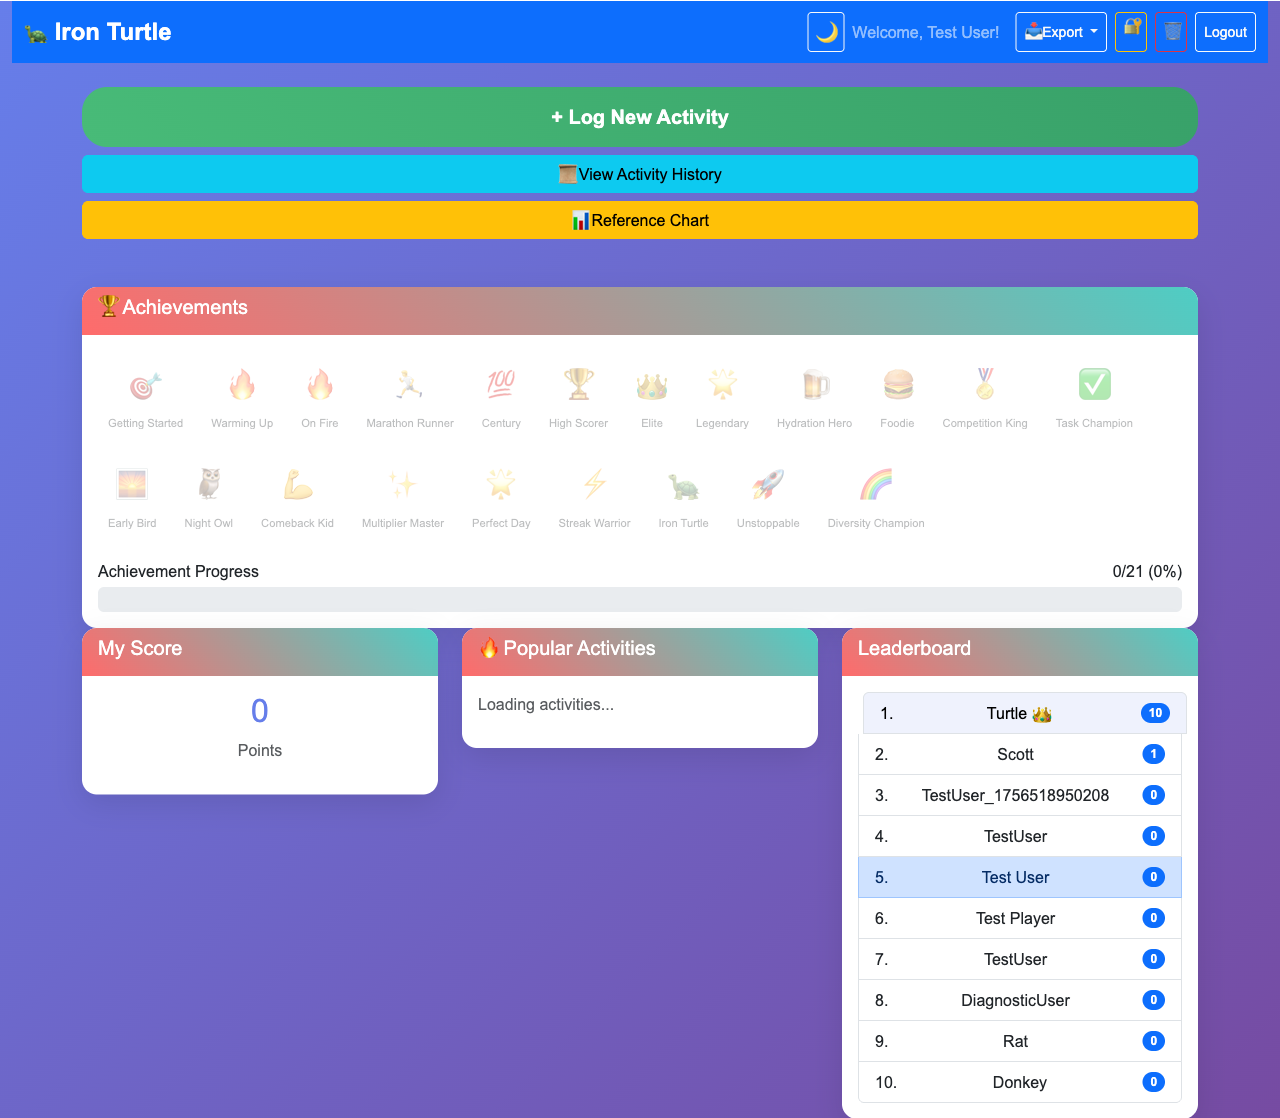 Iron Turtle
Welcome, Test User!
Export
Logout
+ Log New Activity
View Activity History
Reference Chart
Achievements
Getting Started
Warming Up
On Fire
Marathon Runner
Century
High Scorer
Elite
Legendary
Hydration Hero
Foodie
Competition King
Task Champion
Early Bird
Night Owl
Comeback Kid
Multiplier Master
Perfect Day
Streak Warrior
Iron Turtle
Unstoppable
Diversity Champion
Achievement Progress 0/21 (0%)
My Score
0
Points
Popular Activities
Loading activities...
Leaderboard
1. Turtle 10
2. Scott 1
3. TestUser_1756518950208 0
4. TestUser 0
5. Test User 0
6. Test Player 0
7. TestUser 0
8. DiagnosticUser 0
9. Rat 0
10. Donkey 0